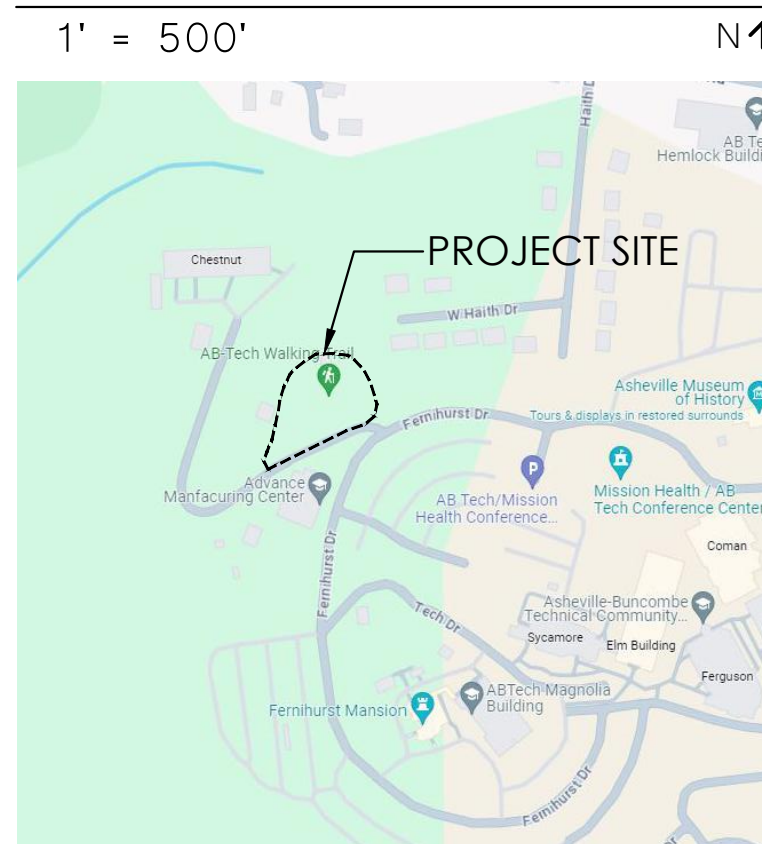 1' = 500'
N
Haith D
AB Te
Hemlock Buildi
PROJECT SITE
Chestnut
W Haith Dr
AB-Tech Walking Trail
Asheville Museum
of History
Tours & displays in restored surrounds
Fernihurst Dr
Advance
Manfacuring Center
AB Tech/Mission
Health Conference...
P
Mission Health / AB
Tech Conference Center
Coman
Fernihurst Dr
Asheville-Buncombe
Technical Community...
Tech Dr
Sycamore
Elm Building
Ferguson
ABTech Magnolia
Building
Fernihurst Mansion
Fernihurst Dr